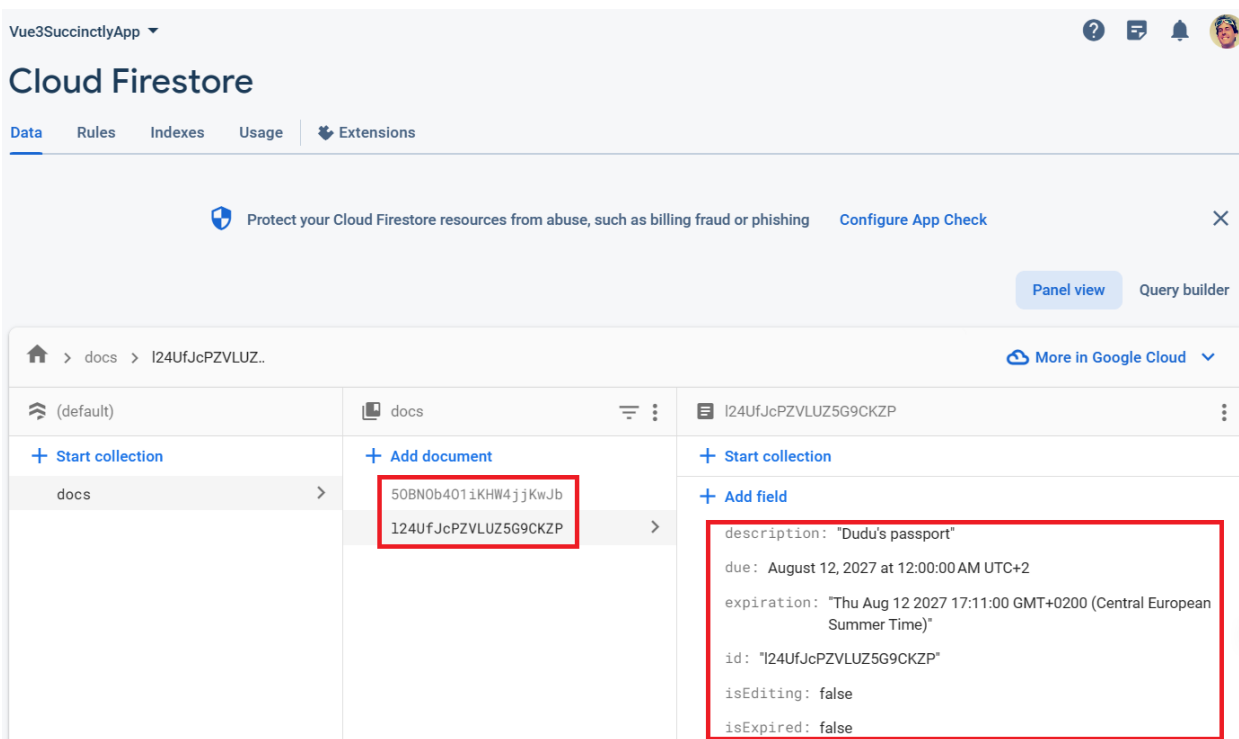 Vue3SuccinctlyApp
Cloud Firestore
Data Rules Indexes Usage Extensions
Protect your Cloud Firestore resources from abuse, such as billing fraud or phishing Configure App Check
Panel view Query builder
> docs > l24UfJcPZVLUZ..
More in Google Cloud
(default)
docs
l24UfJcPZVLUZ5G9CKZP
+ Start collection
+ Add document
+ Start collection
docs
5OBNOb4O1iKHW4jjKwJb
l24UfJcPZVLUZ5G9CKZP
+ Add field
description: "Dudu's passport"
due: August 12, 2027 at 12:00:00 AM UTC+2
expiration: "Thu Aug 12 2027 17:11:00 GMT+0200 (Central European
Summer Time)"
id: "l24UfJcPZVLUZ5G9CKZP"
isEditing: false
isExpired: false